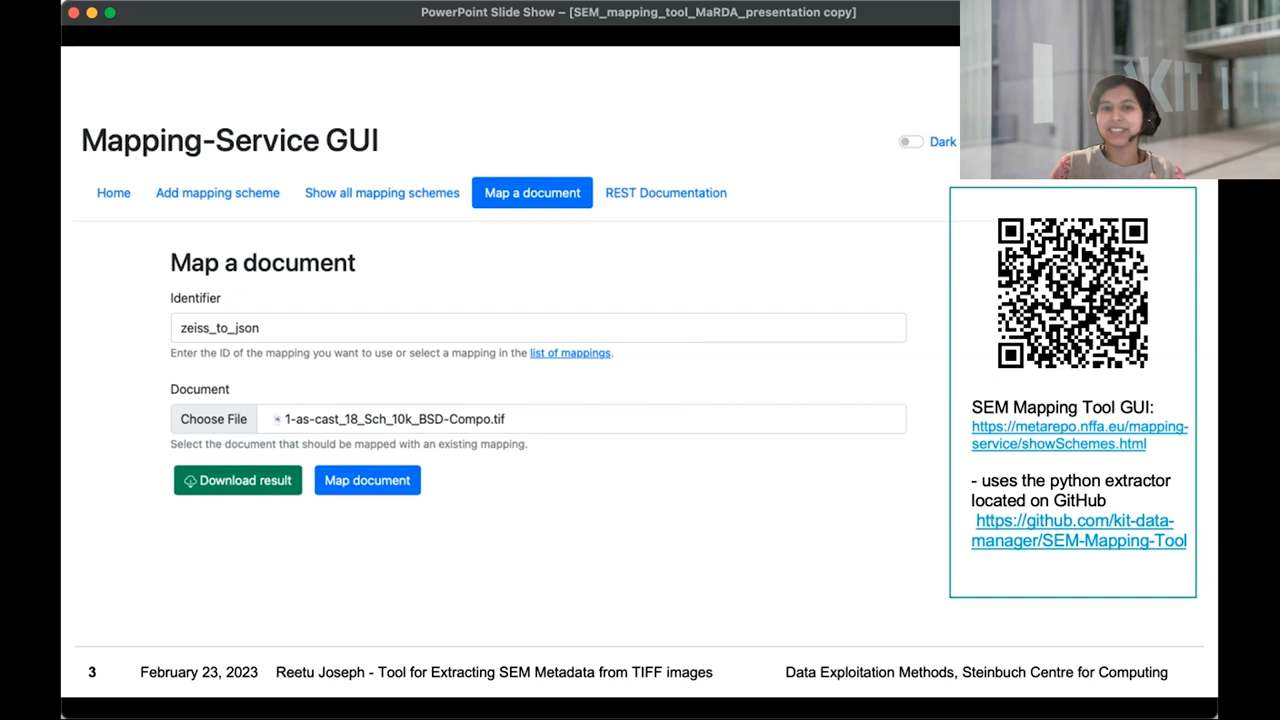 PowerPoint Slide Show – [SEM_mapping_tool_MaRDA_presentation copy]
KIT
Mapping-Service GUI
Dark
Home Add mapping scheme Show all mapping schemes Map a document REST Documentation
Map a document
Identifier
zeiss_to_json
Enter the ID of the mapping you want to use or select a mapping in the list of mappings.
Document
Choose File 1-as-cast_18_Sch_10k_BSD-Compo.tif
Select the document that should be mapped with an existing mapping.
Download result Map document
SEM Mapping Tool GUI:
https://metarepo.nffa.eu/mapping-
service/showSchemes.html
- uses the python extractor
located on GitHub
https://github.com/kit-data-
manager/SEM-Mapping-Tool
3 February 23, 2023 Reetu Joseph - Tool for Extracting SEM Metadata from TIFF images Data Exploitation Methods, Steinbuch Centre for Computing